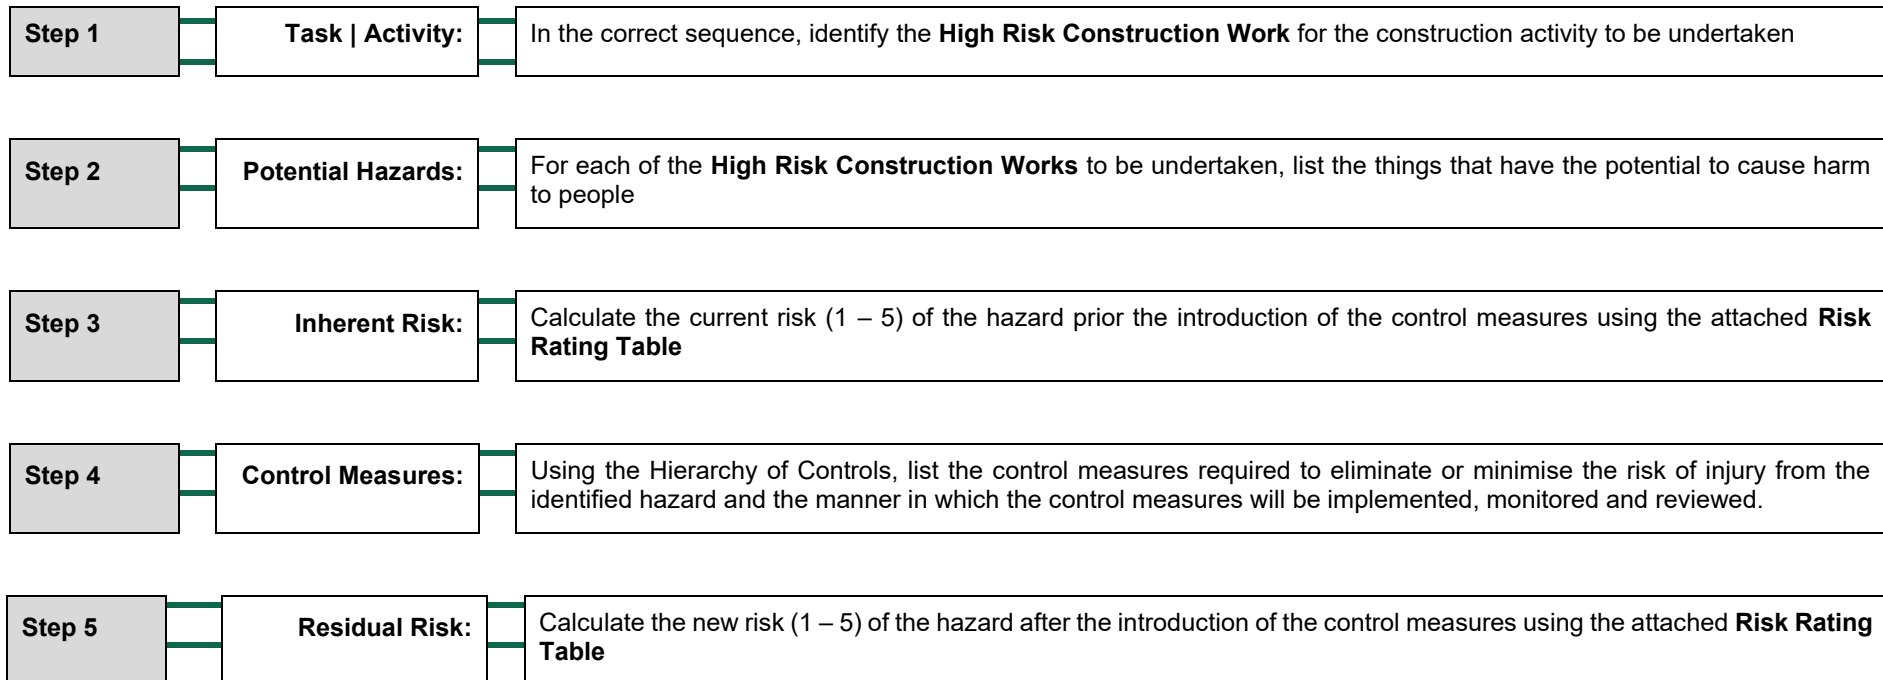 Step 1
Task | Activity:
In the correct sequence, identify the High Risk Construction Work for the construction activity to be undertaken
Step 2
Potential Hazards:
For each of the High Risk Construction Works to be undertaken, list the things that have the potential to cause harm
to people
Step 3
Inherent Risk:
Calculate the current risk (1 – 5) of the hazard prior the introduction of the control measures using the attached Risk
Rating Table
Step 4
Control Measures:
Using the Hierarchy of Controls, list the control measures required to eliminate or minimise the risk of injury from the
identified hazard and the manner in which the control measures will be implemented, monitored and reviewed.
Step 5
Residual Risk:
Calculate the new risk (1 – 5) of the hazard after the introduction of the control measures using the attached Risk Rating
Table